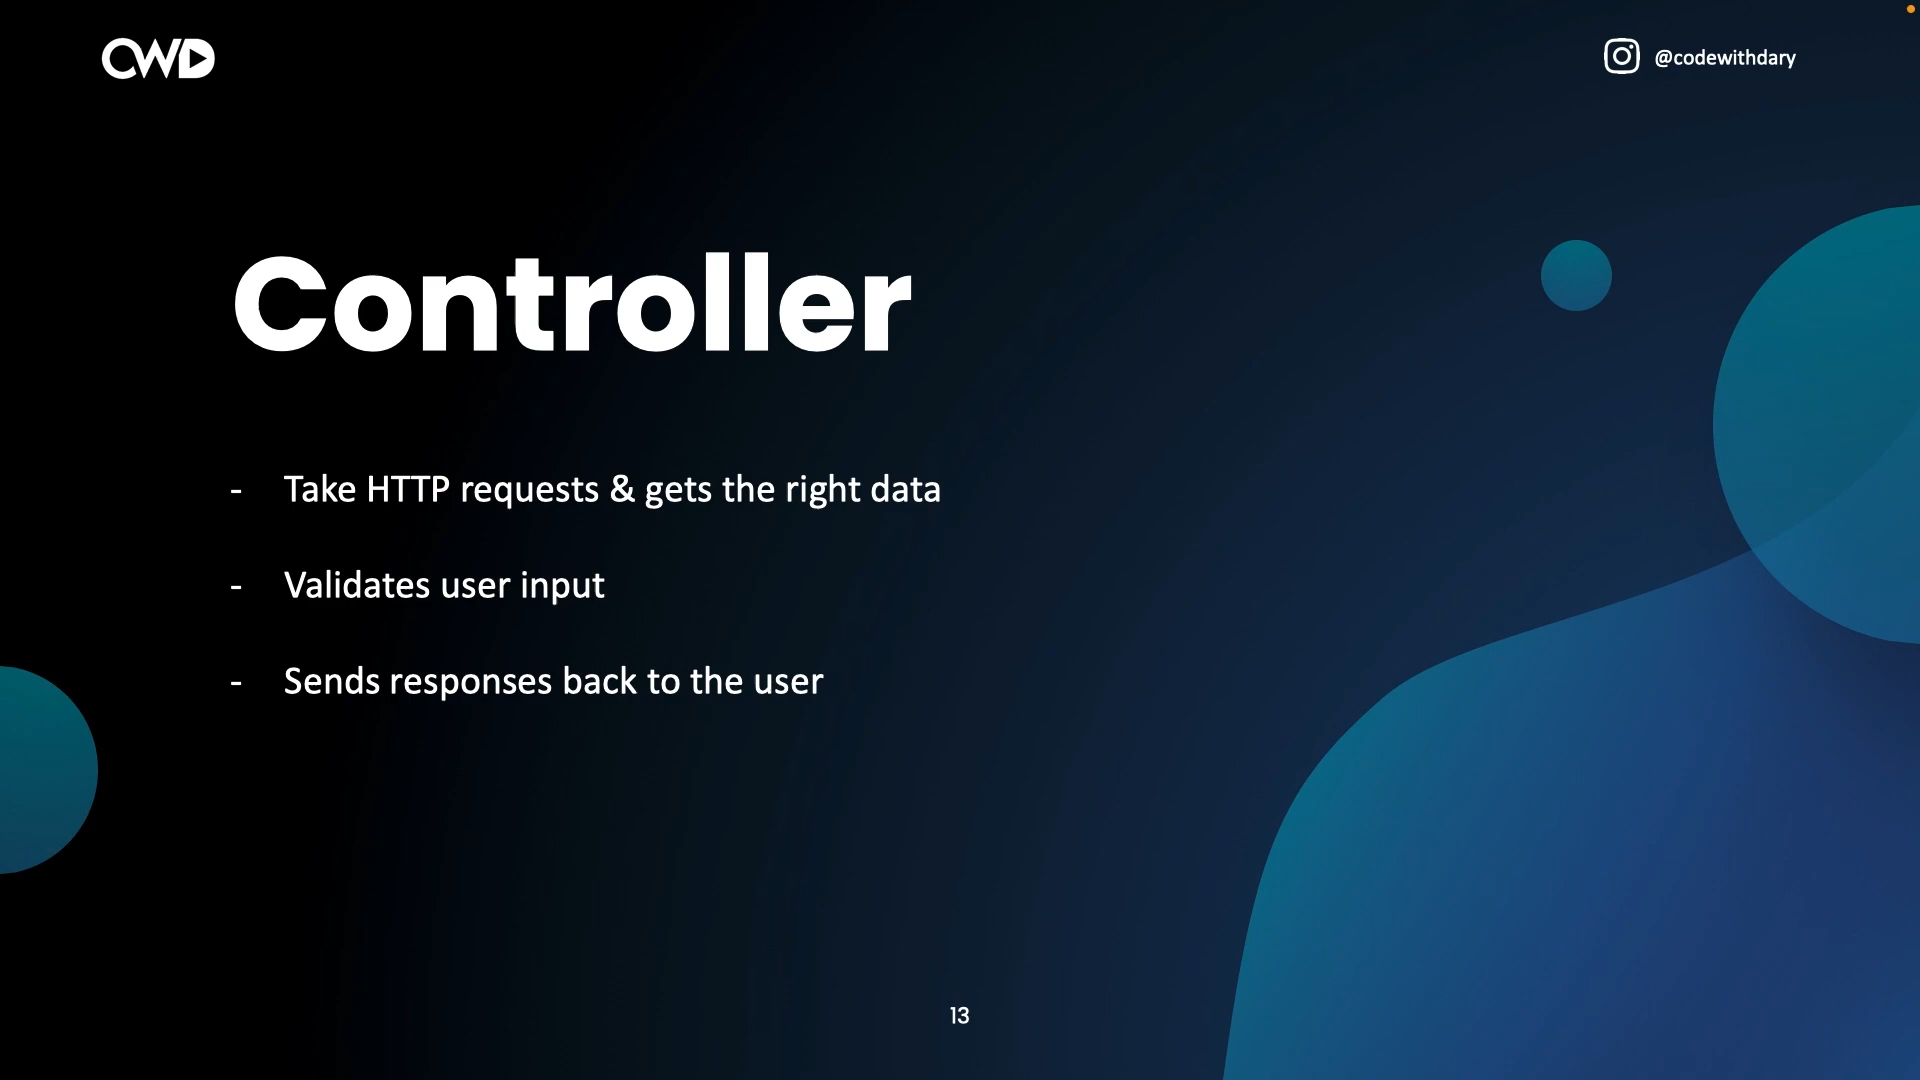 CWD
@codewithdary
Controller
- Take HTTP requests & gets the right data
- Validates user input
- Sends responses back to the user
13